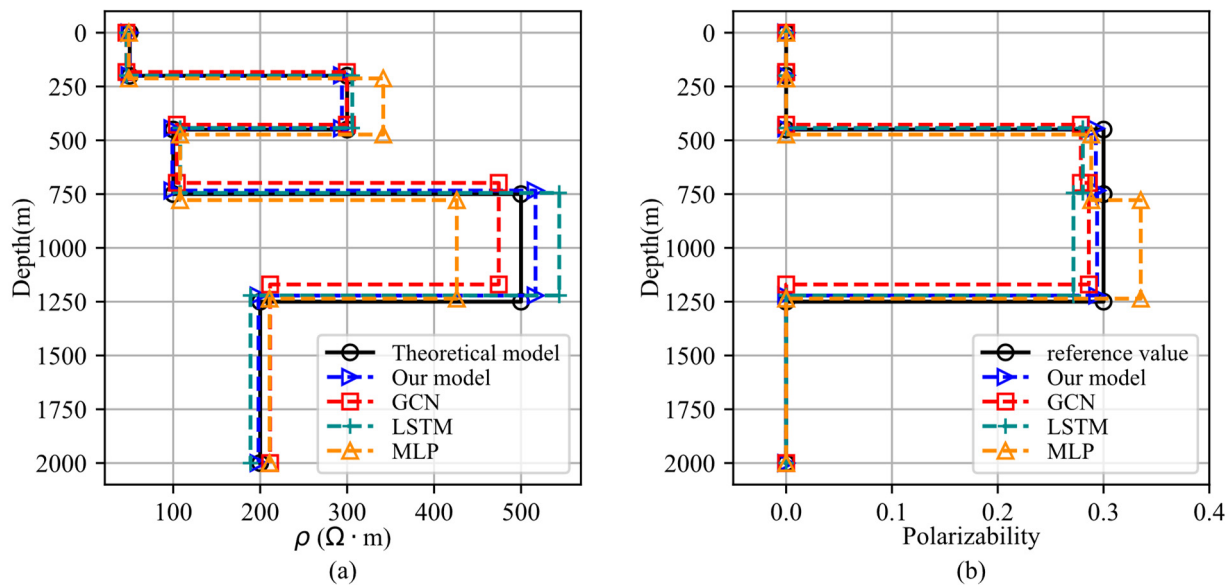 0
250
500
750
1000
1250
1500
1750
2000
Depth(m)
100 200 300 400 500
ρ (Ω · m)
Theoretical model
Our model
GCN
LSTM
MLP
(a)
0
250
500
750
1000
1250
1500
1750
2000
Depth(m)
0.0 0.1 0.2 0.3 0.4
Polarizability
reference value
Our model
GCN
LSTM
MLP
(b)